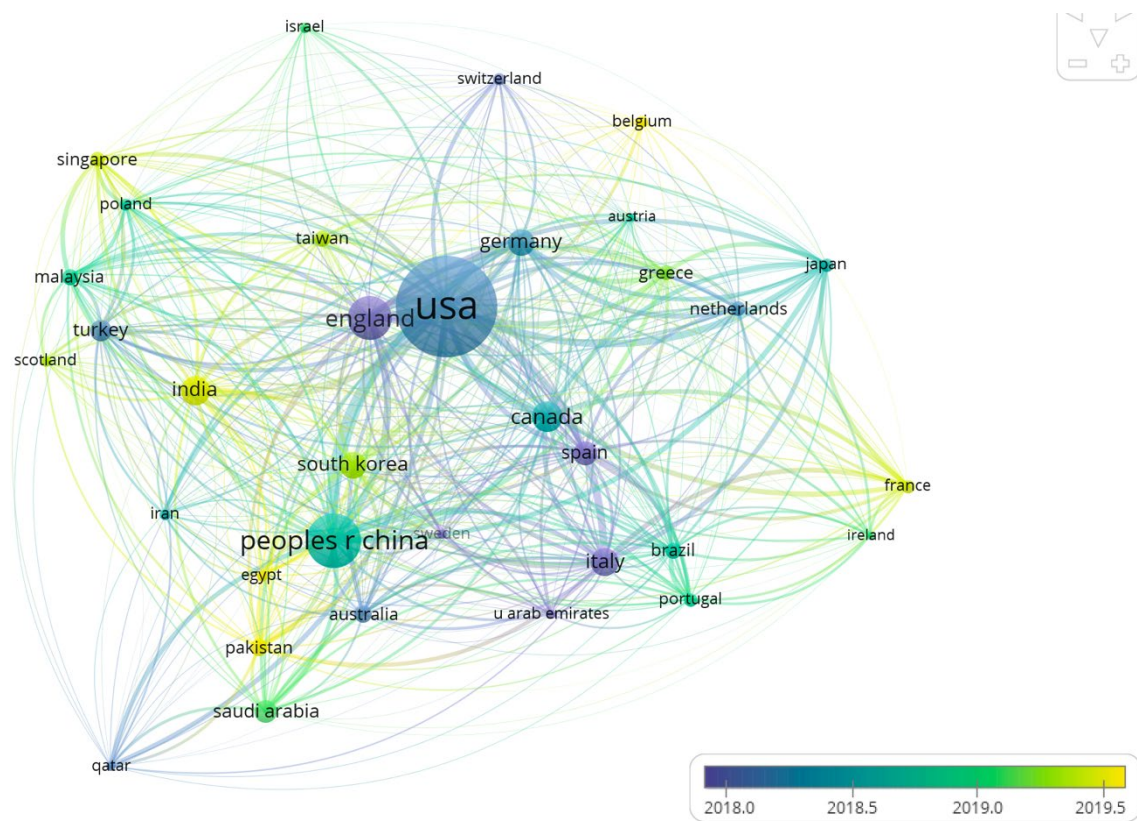 israel
switzerland
belgium
singapore
poland
austria
taiwan
germany
malaysia
greece
japan
usa
netherlands
england
turkey
scotland
india
canada
spain
south korea
france
iran
sweden
ireland
peoples r china
brazil
italy
egypt
portugal
australia
u arab emirates
pakistan
saudi arabia
qatar
2018.0 2018.5 2019.0 2019.5